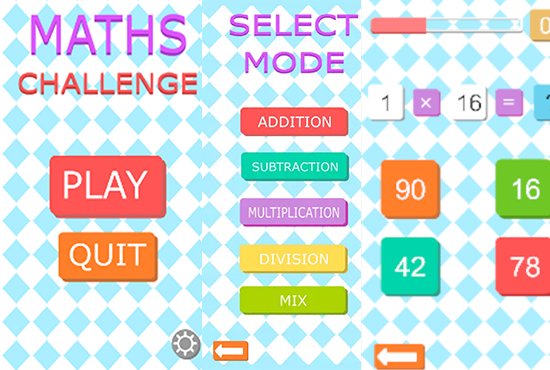 MATHS
CHALLENGE
PLAY
QUIT
SELECT
MODE
ADDITION
SUBTRACTION
MULTIPLICATION
DIVISION
MIX
0
1 × 16 =
90 16
42 78